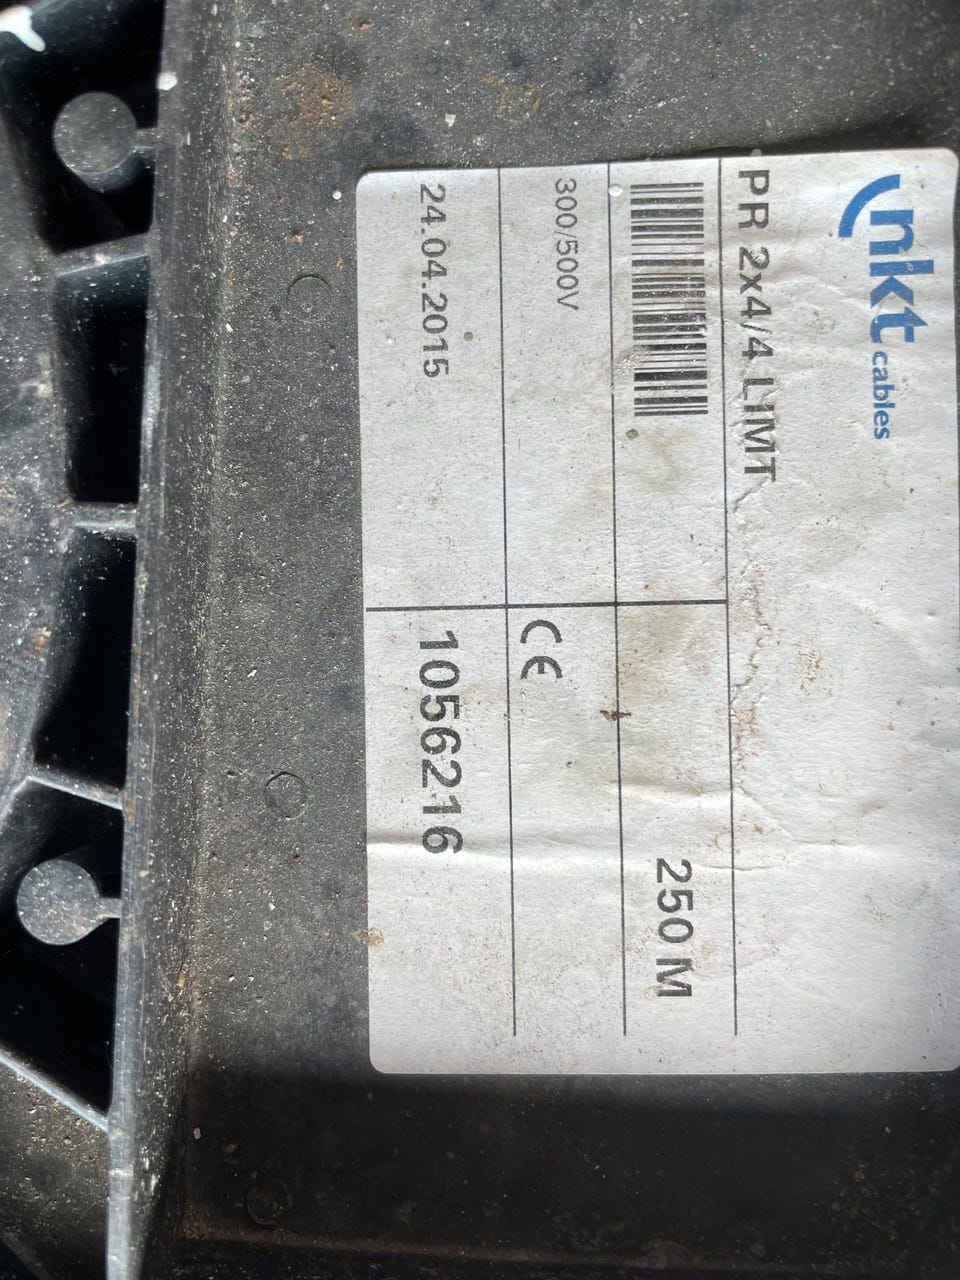 nkt cables
PR 2x4/4 LIMT
250 M
300/500V
CE
24.04.2015
1056216